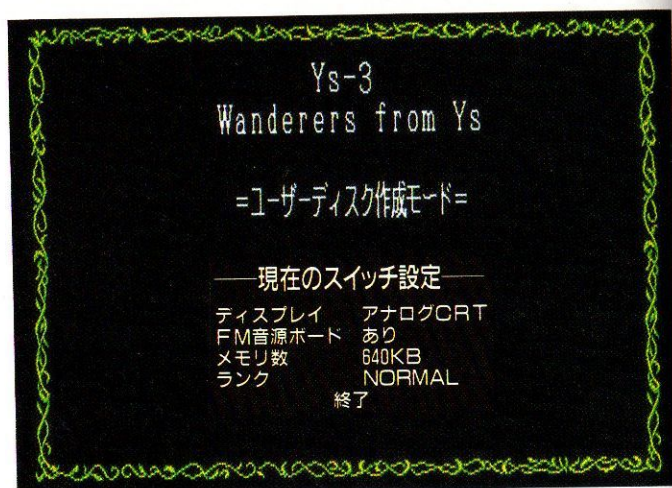 Ys-3
Wanderers from Ys
=ユーザーディスク作成モード=
──現在のスイッチ設定──
ディスプレイ　アナログCRT
FM音源ボード　あり
メモリ数　640KB
ランク　NORMAL
終了